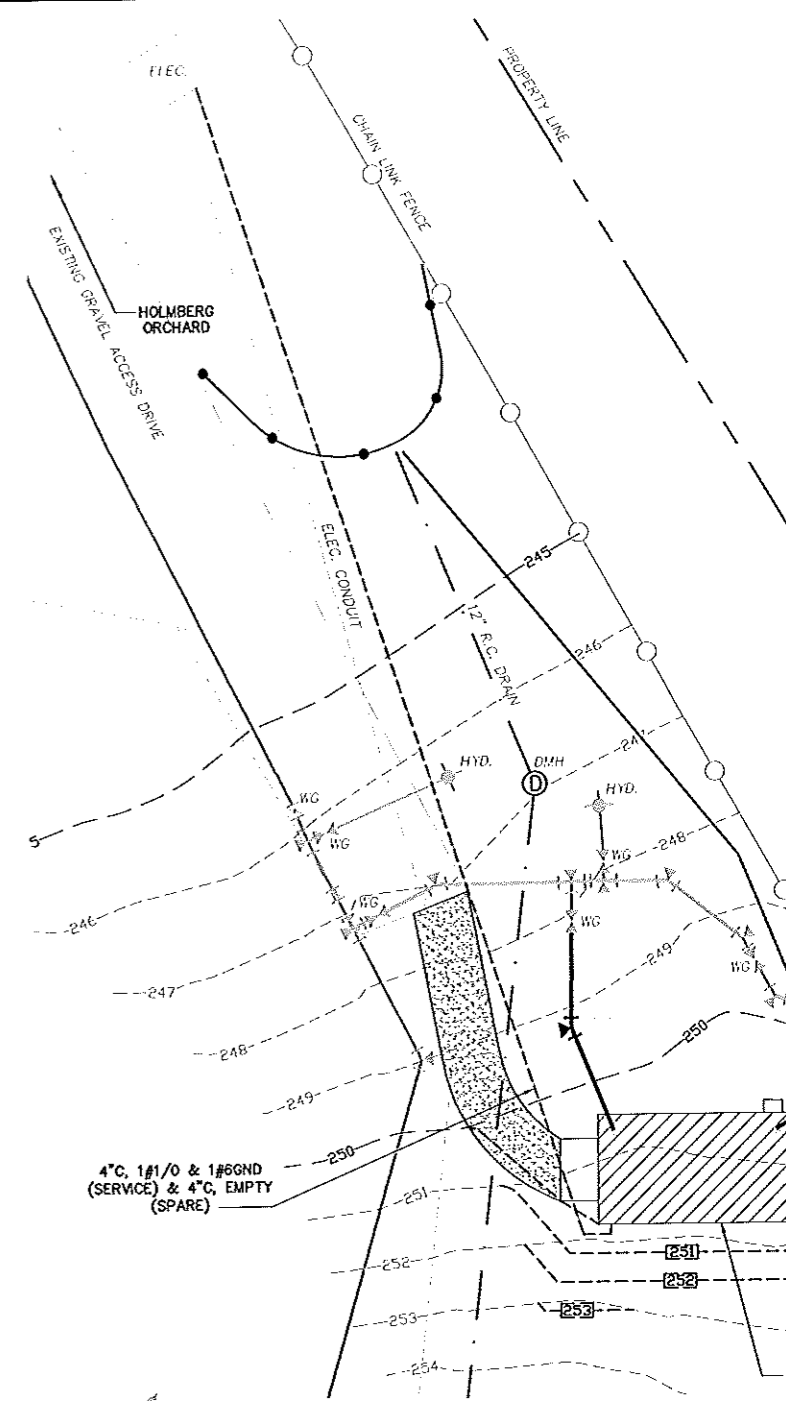 ELEC.
PROPERTY LINE
CHAIN LINK FENCE
EXISTING GRAVEL ACCESS DRIVE
HOLMBERG
ORCHARD
ELEC. CONDUIT
245
12" R.C. DRAIN
246
HYD.
DMH
D
247
HYD.
WG
5
WG
248
WG
246
WG
WG
249
WG
247
250
248
249
250
4"C, 1#1/0 & 1#6GND
(SERVICE) & 4"C, EMPTY
(SPARE)
251
251
252
252
253
253
254